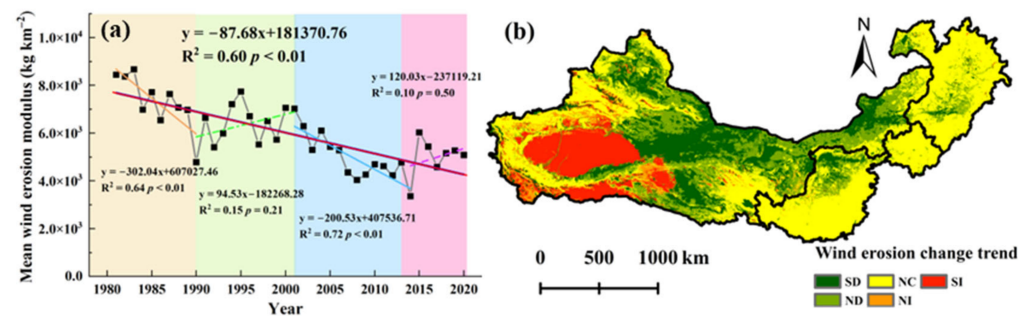 (a)
y = −87.68x+181370.76
R² = 0.60 p < 0.01
y = 120.03x−237119.21
R² = 0.10 p = 0.50
y = −302.04x+607027.46
R² = 0.64 p < 0.01
y = 94.53x−182268.28
R² = 0.15 p = 0.21
y = −200.53x+407536.71
R² = 0.72 p < 0.01
Mean wind erosion modulus (kg km⁻²)
1.0×10⁴
8.0×10³
6.0×10³
4.0×10³
2.0×10³
0.0
1980 1985 1990 1995 2000 2005 2010 2015 2020
Year
(b)
N
0 500 1000 km
Wind erosion change trend
SD NC SI
ND NI